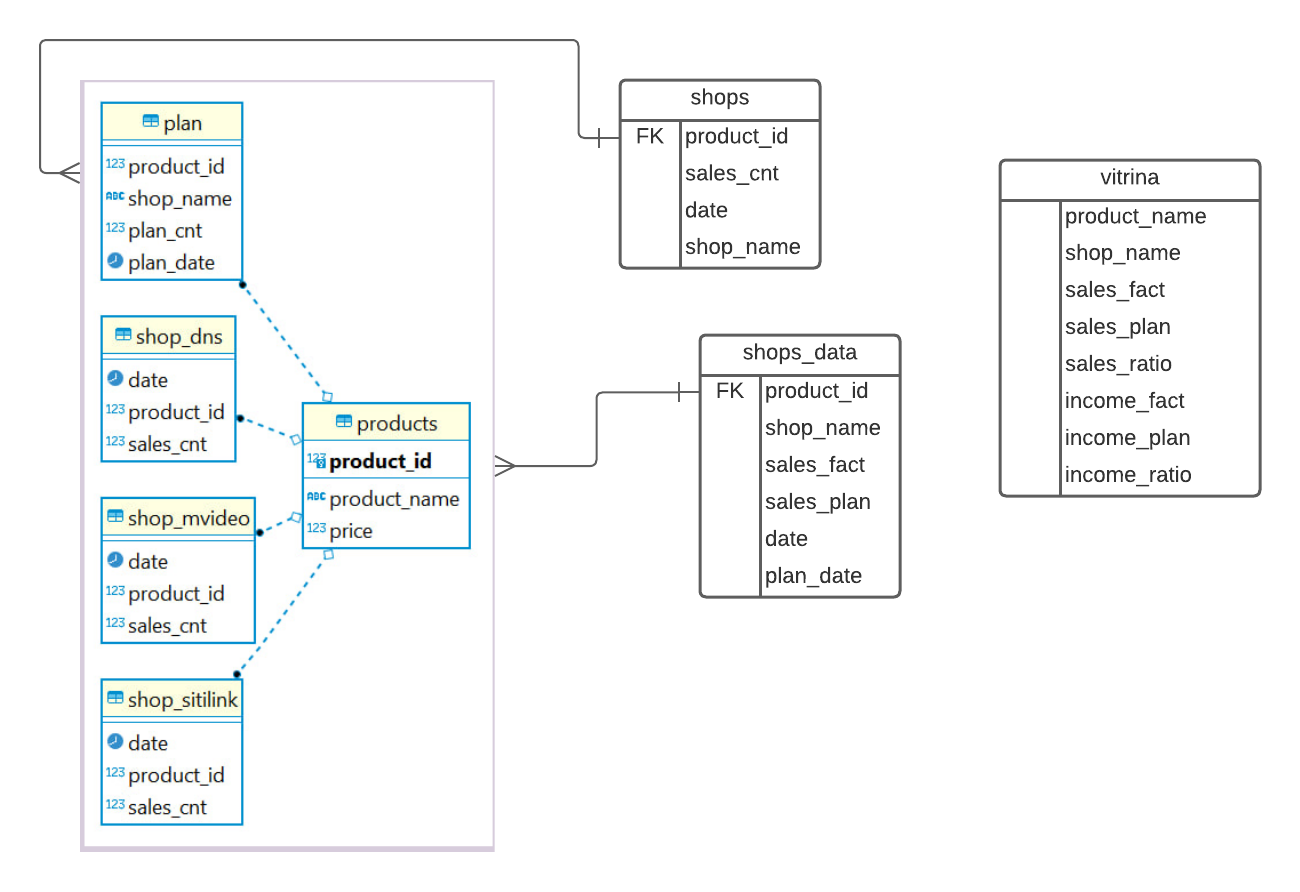 plan
123 product_id
ABC shop_name
123 plan_cnt
plan_date
shop_dns
date
123 product_id
123 sales_cnt
shop_mvideo
date
123 product_id
123 sales_cnt
shop_sitilink
date
123 product_id
123 sales_cnt
products
123 product_id
ABC product_name
123 price
shops
FK product_id
sales_cnt
date
shop_name
shops_data
FK product_id
shop_name
sales_fact
sales_plan
date
plan_date
vitrina
product_name
shop_name
sales_fact
sales_plan
sales_ratio
income_fact
income_plan
income_ratio